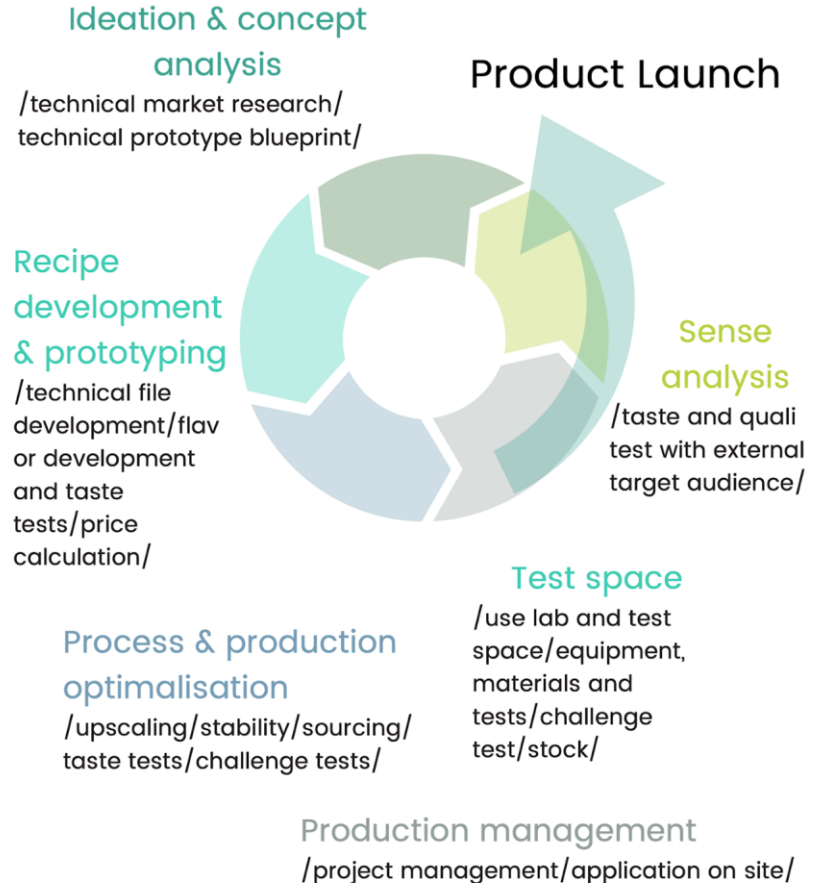 Ideation & concept
analysis
/technical market research/
technical prototype blueprint/
Product Launch
Recipe
development
& prototyping
/technical file
development/flav
or development
and taste
tests/price
calculation/
Sense
analysis
/taste and quali
test with external
target audience/
Test space
/use lab and test
space/equipment,
materials and
tests/challenge
test/stock/
Process & production
optimalisation
/upscaling/stability/sourcing/
taste tests/challenge tests/
Production management
/project management/application on site/